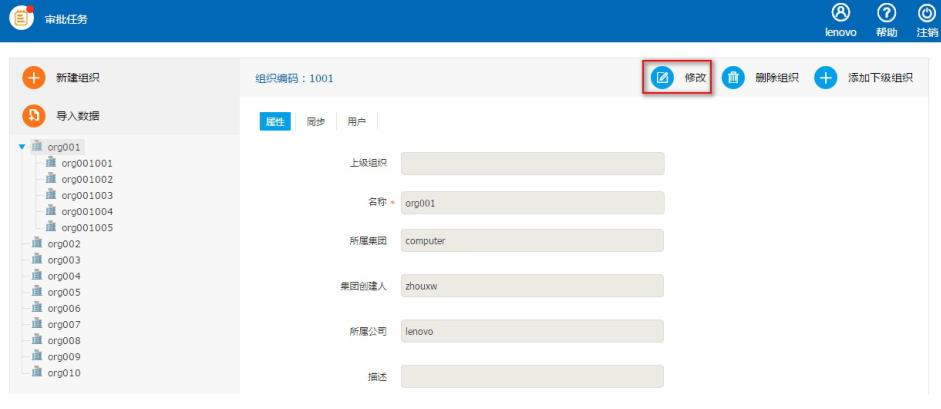 审批任务
lenovo 帮助 注销
新建组织
导入数据
org001
org001001
org001002
org001003
org001004
org001005
org002
org003
org004
org005
org006
org007
org008
org009
org010
组织编码：1001
修改 删除组织 添加下级组织
属性 同步 用户
上级组织
名称 * org001
所属集团 computer
集团创建人 zhouxw
所属公司 lenovo
描述